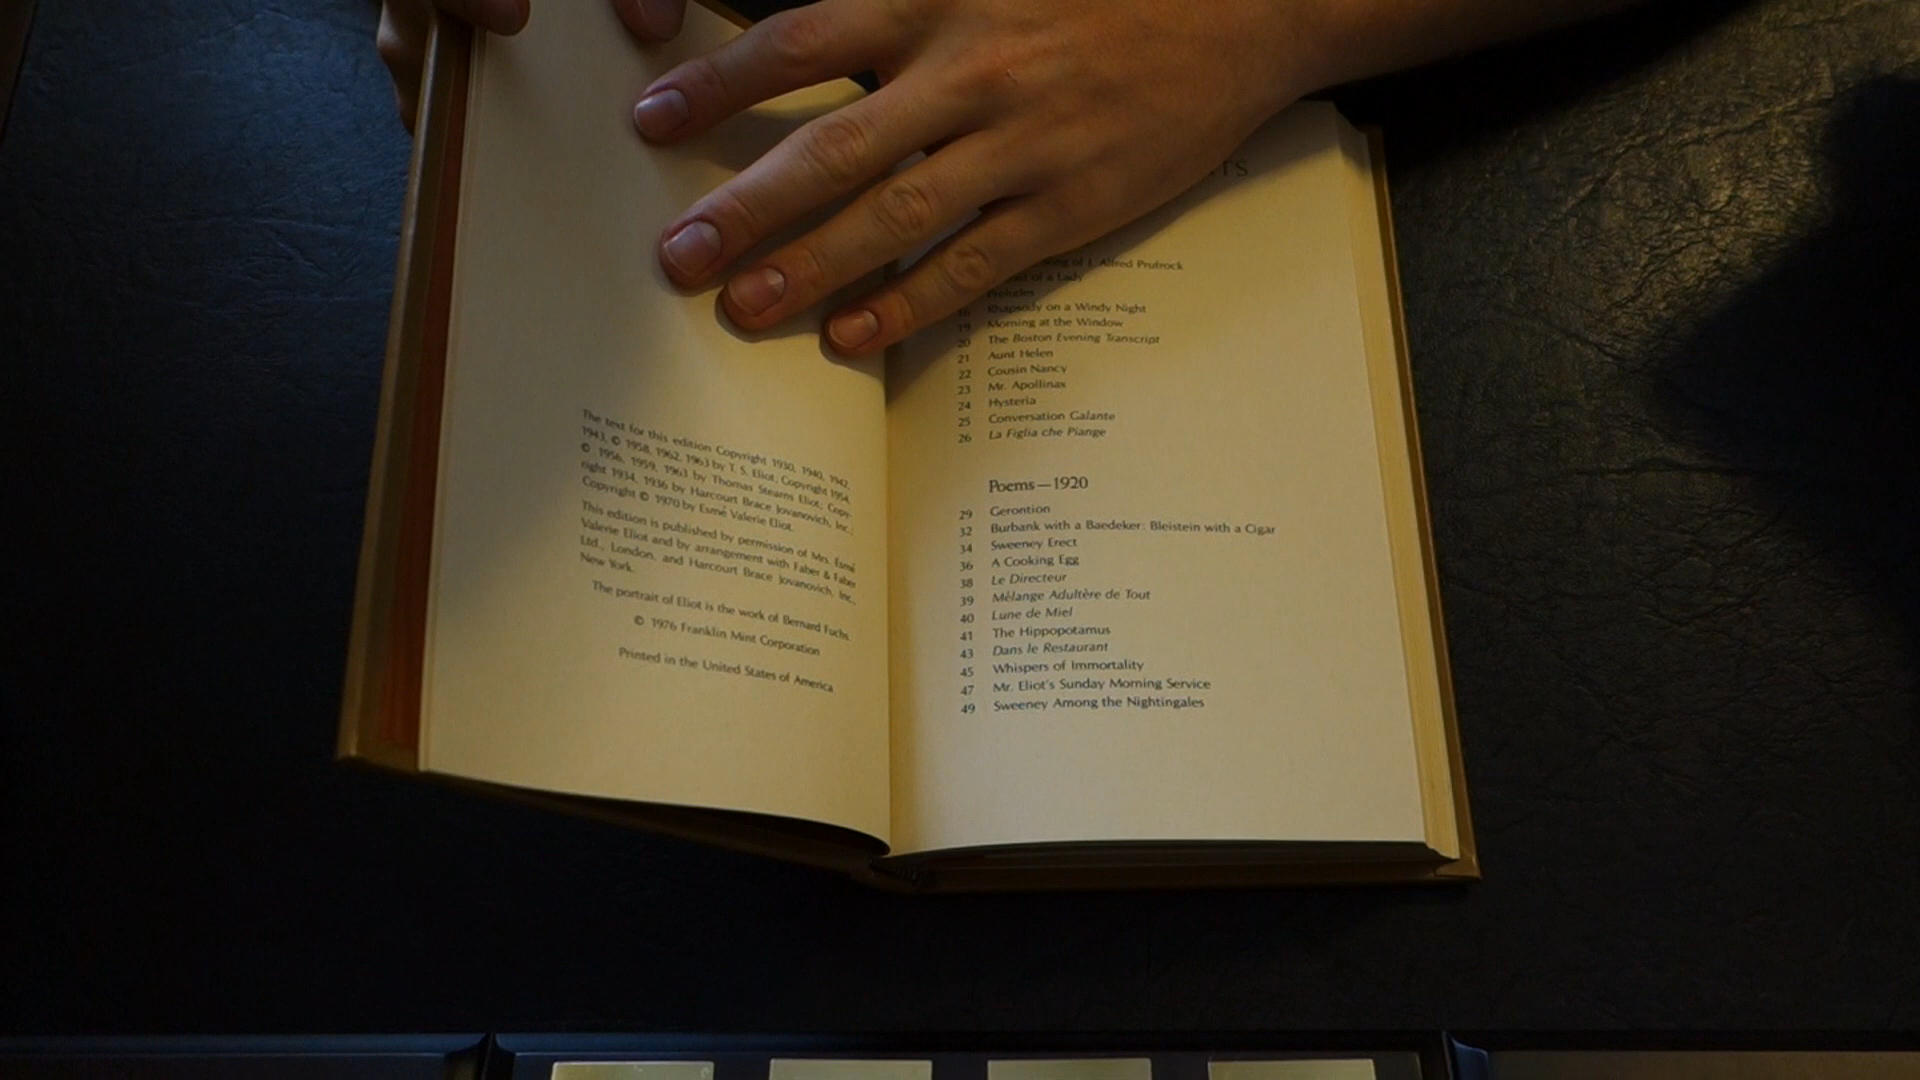 The text for this edition Copyright 1930, 1940, 1942,
1943, © 1958, 1962, 1963 by T. S. Eliot; Copyright 1954,
© 1956, 1959, 1963 by Thomas Stearns Eliot; Copy-
right 1934, 1936 by Harcourt Brace Jovanovich, Inc.;
Copyright © 1970 by Esmé Valerie Eliot.
This edition is published by permission of Mrs. Esmé
Valerie Eliot and by arrangement with Faber & Faber
Ltd., London, and Harcourt Brace Jovanovich, Inc.,
New York.
The portrait of Eliot is the work of Bernard Fuchs.
© 1976 Franklin Mint Corporation
Printed in the United States of America
TS
of J. Alfred Prufrock
of a Lady
Preludes
16 Rhapsody on a Windy Night
19 Morning at the Window
20 The Boston Evening Transcript
21 Aunt Helen
22 Cousin Nancy
23 Mr. Apollinax
24 Hysteria
25 Conversation Galante
26 La Figlia che Piange
Poems—1920
29 Gerontion
32 Burbank with a Baedeker: Bleistein with a Cigar
34 Sweeney Erect
36 A Cooking Egg
38 Le Directeur
39 Mélange Adultère de Tout
40 Lune de Miel
41 The Hippopotamus
43 Dans le Restaurant
45 Whispers of Immortality
47 Mr. Eliot's Sunday Morning Service
49 Sweeney Among the Nightingales